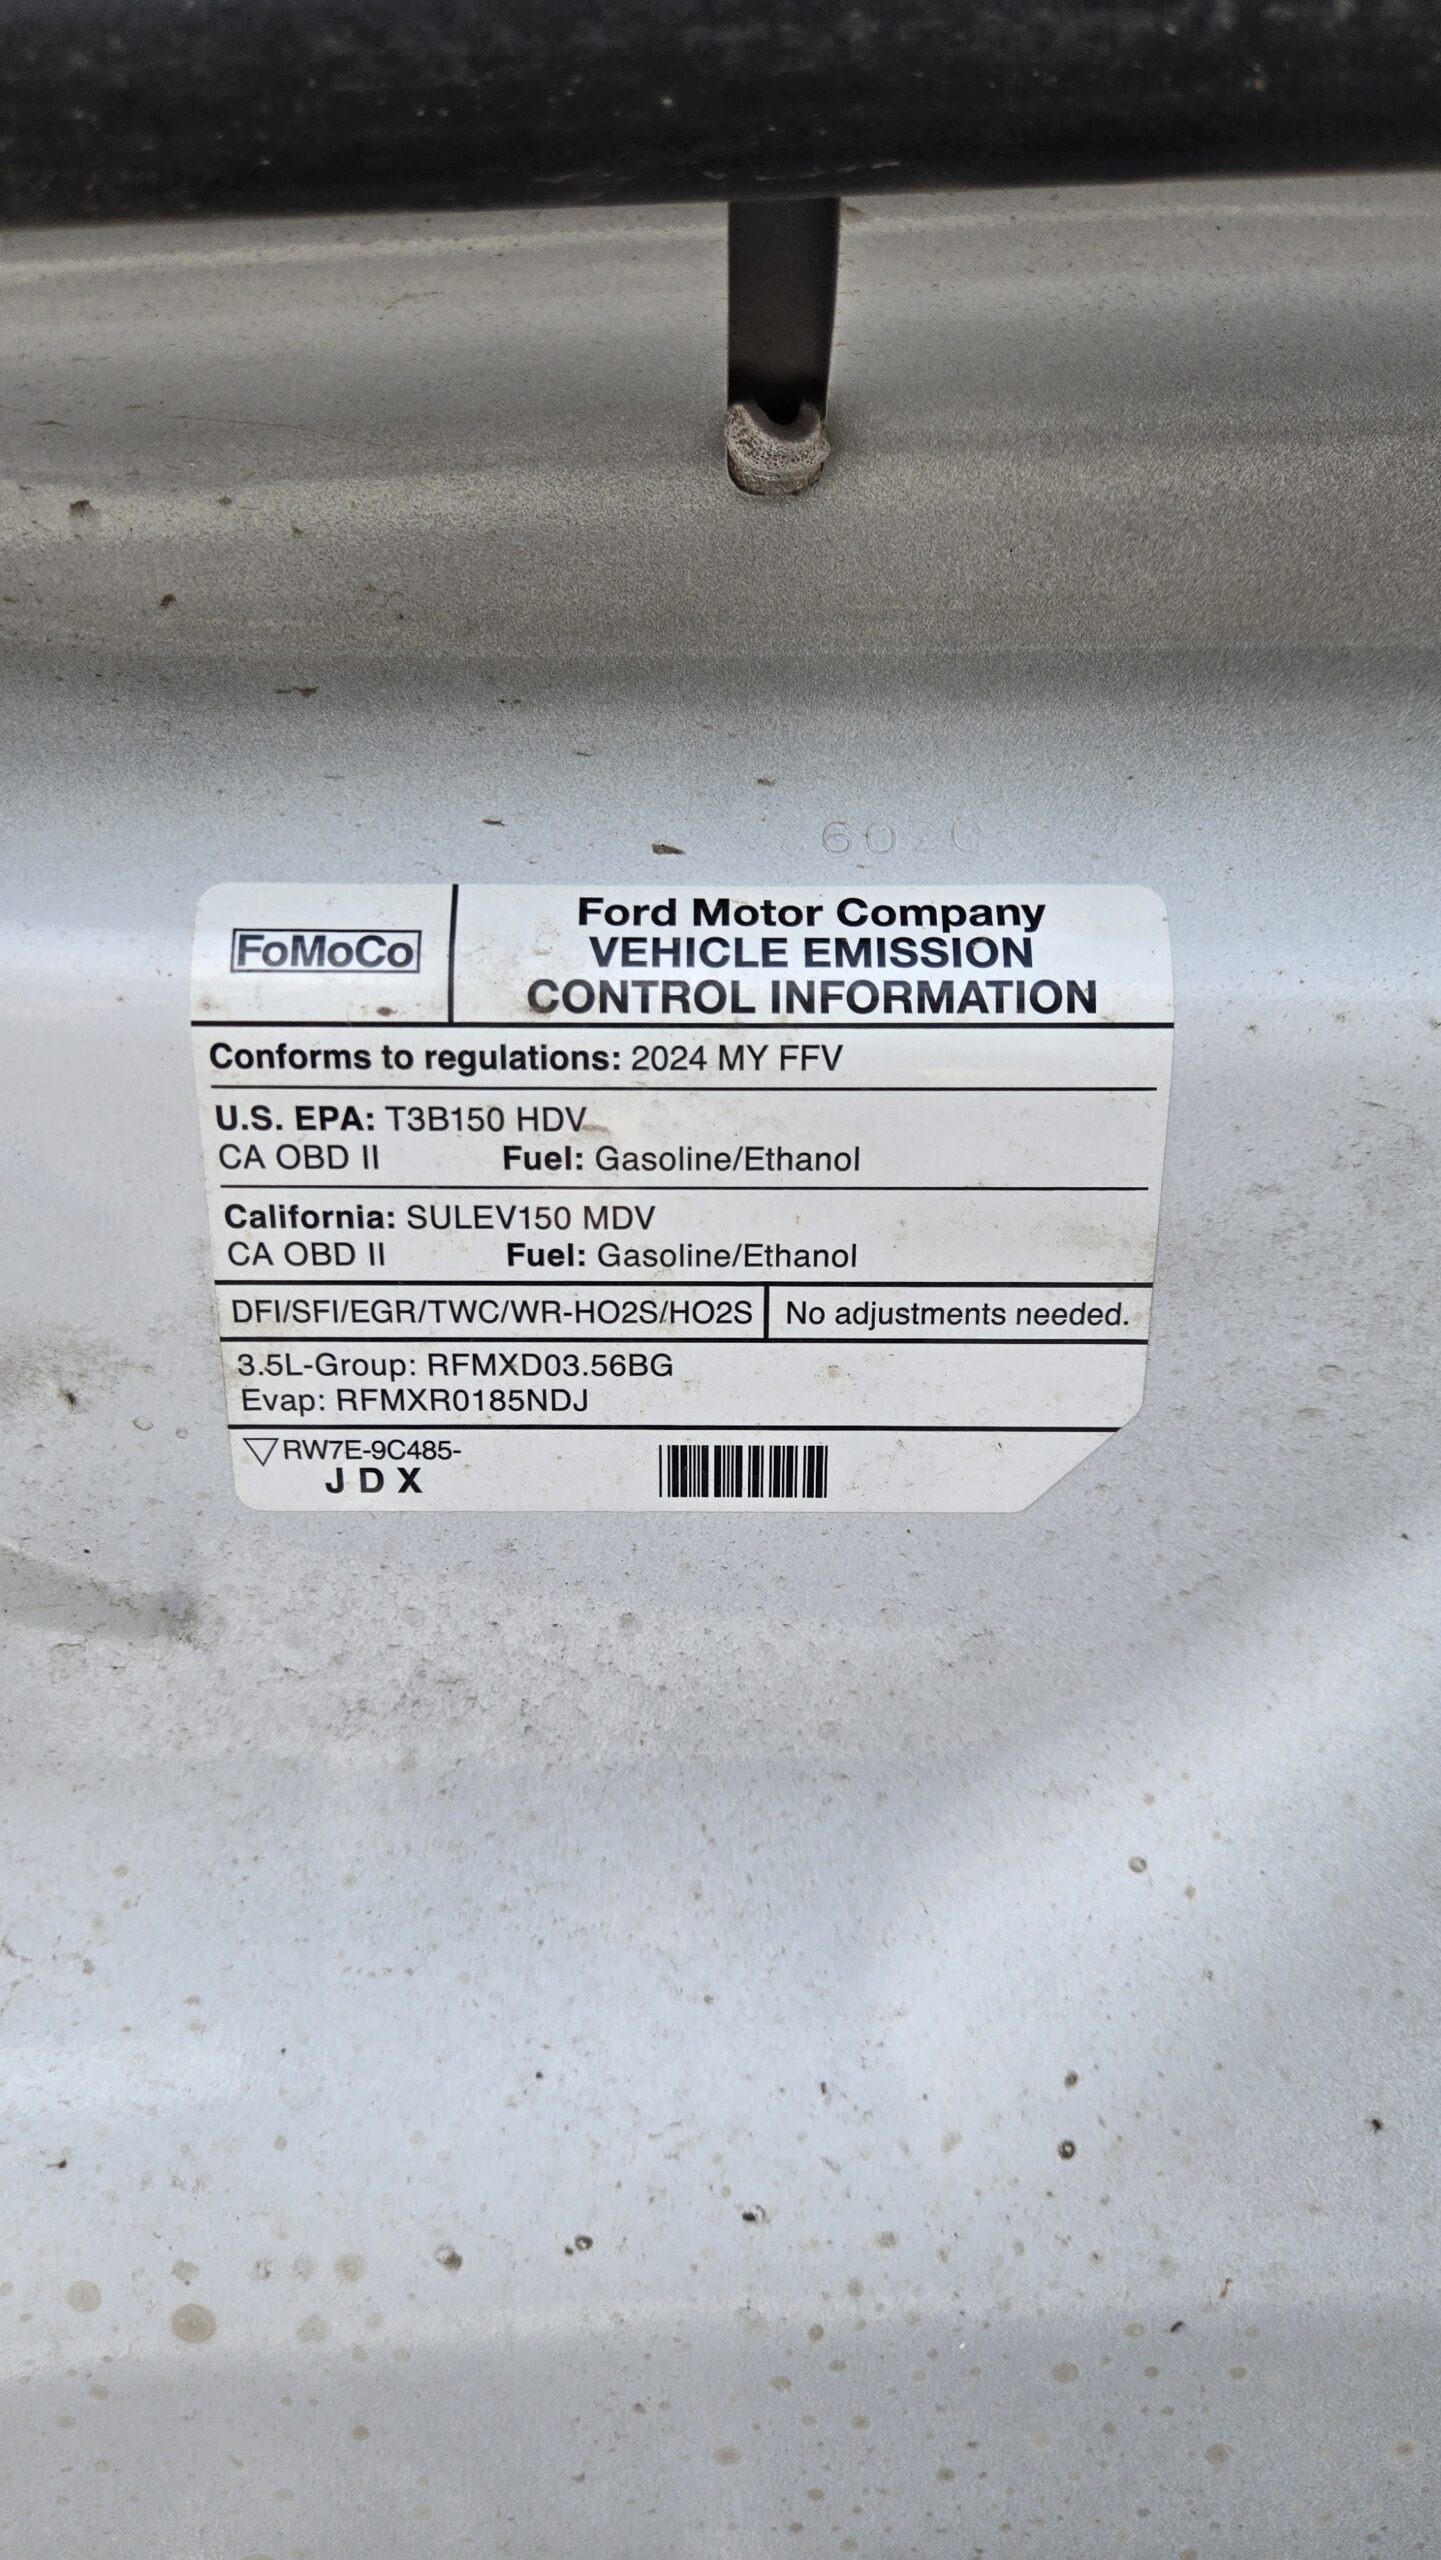 FoMoCo
Ford Motor Company
VEHICLE EMISSION
CONTROL INFORMATION
Conforms to regulations: 2024 MY FFV
U.S. EPA: T3B150 HDV
CA OBD II Fuel: Gasoline/Ethanol
California: SULEV150 MDV
CA OBD II Fuel: Gasoline/Ethanol
DFI/SFI/EGR/TWC/WR-HO2S/HO2S
No adjustments needed.
3.5L-Group: RFMXD03.56BG
Evap: RFMXR0185NDJ
RW7E-9C485-
J D X